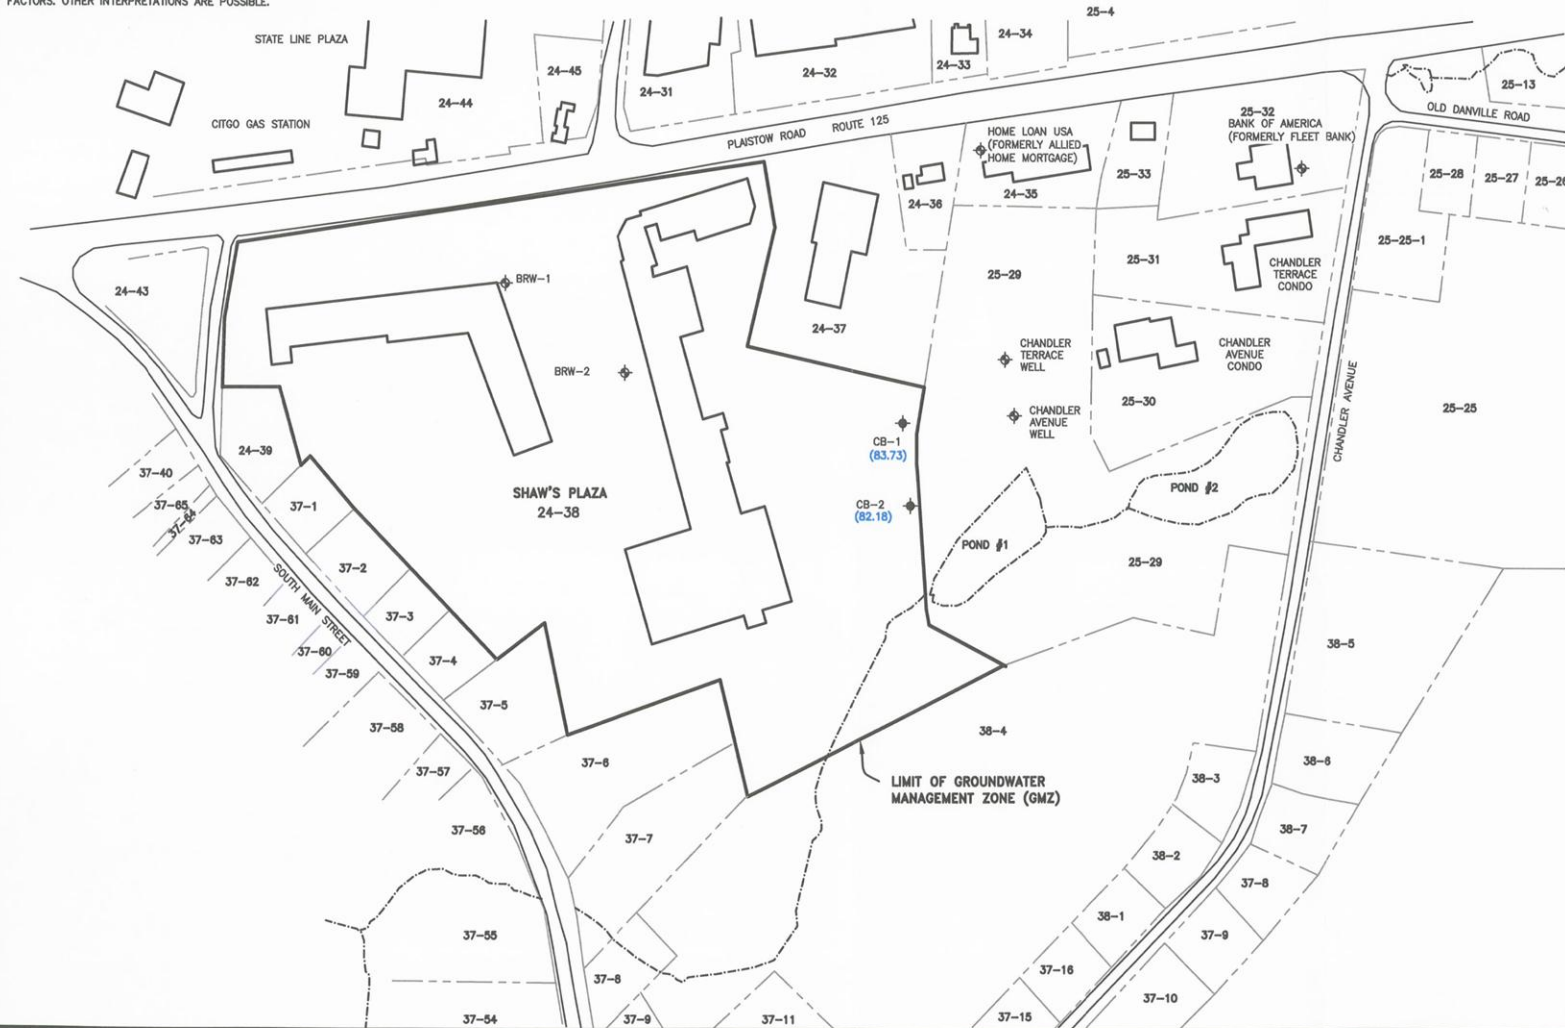 FACTORS. OTHER INTERPRETATIONS ARE POSSIBLE.
25-4
STATE LINE PLAZA
24-34
24-33
24-45
24-32
24-31
24-44
25-13
CITGO GAS STATION
OLD DANVILLE ROAD
PLAISTOW ROAD ROUTE 125
25-32
BANK OF AMERICA
(FORMERLY FLEET BANK)
HOME LOAN USA
(FORMERLY ALLIED
HOME MORTGAGE)
25-33
25-28
25-27
24-36
24-35
25-25-1
25-31
25-29
CHANDLER
TERRACE
CONDO
24-43
BRW-1
24-37
CHANDLER
TERRACE
WELL
CHANDLER
AVENUE
CONDO
BRW-2
CHANDLER AVENUE
25-30
25-25
CHANDLER
AVENUE
WELL
CB-1
(83.73)
24-39
37-40
37-65
37-64
37-63
37-1
SHAW'S PLAZA
24-38
CB-2
(82.18)
POND #2
POND #1
25-29
37-2
37-62
SOUTH MAIN STREET
37-61
37-3
37-60
37-59
37-4
38-5
37-5
37-58
38-4
37-6
37-57
38-6
38-3
LIMIT OF GROUNDWATER
MANAGEMENT ZONE (GMZ)
37-56
37-7
38-7
38-2
37-8
38-1
37-9
37-55
37-16
37-8
37-10
37-54
37-9
37-11
37-15